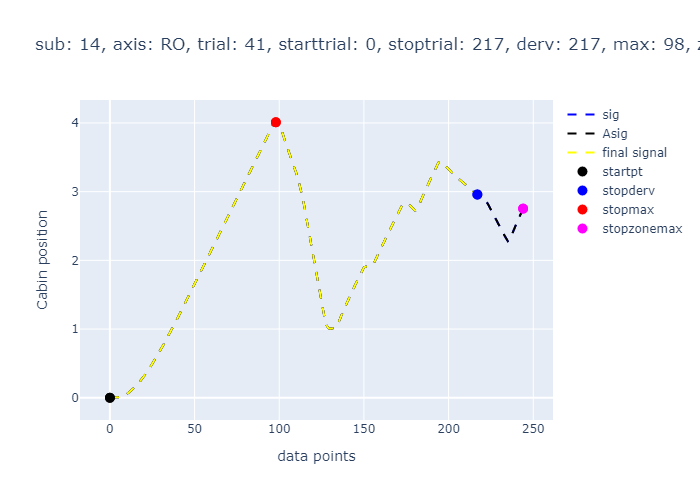 sub: 14, axis: RO, trial: 41, starttrial: 0, stoptrial: 217, derv: 217, max: 98,
sig
Asig
final signal
startpt
stopderv
stopmax
stopzonemax
Cabin position
4
3
2
1
0
0 50 100 150 200 250
data points